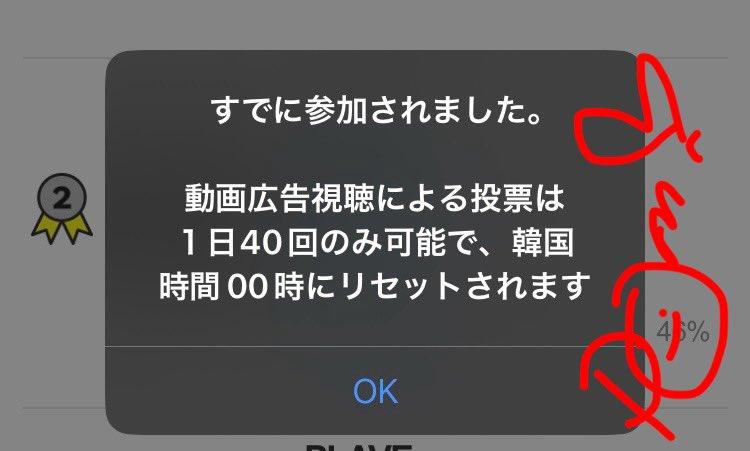 すでに参加されました。
動画広告視聴による投票は
1日40回のみ可能で、韓国
時間00時にリセットされます
2
46%
OK
PLAVE